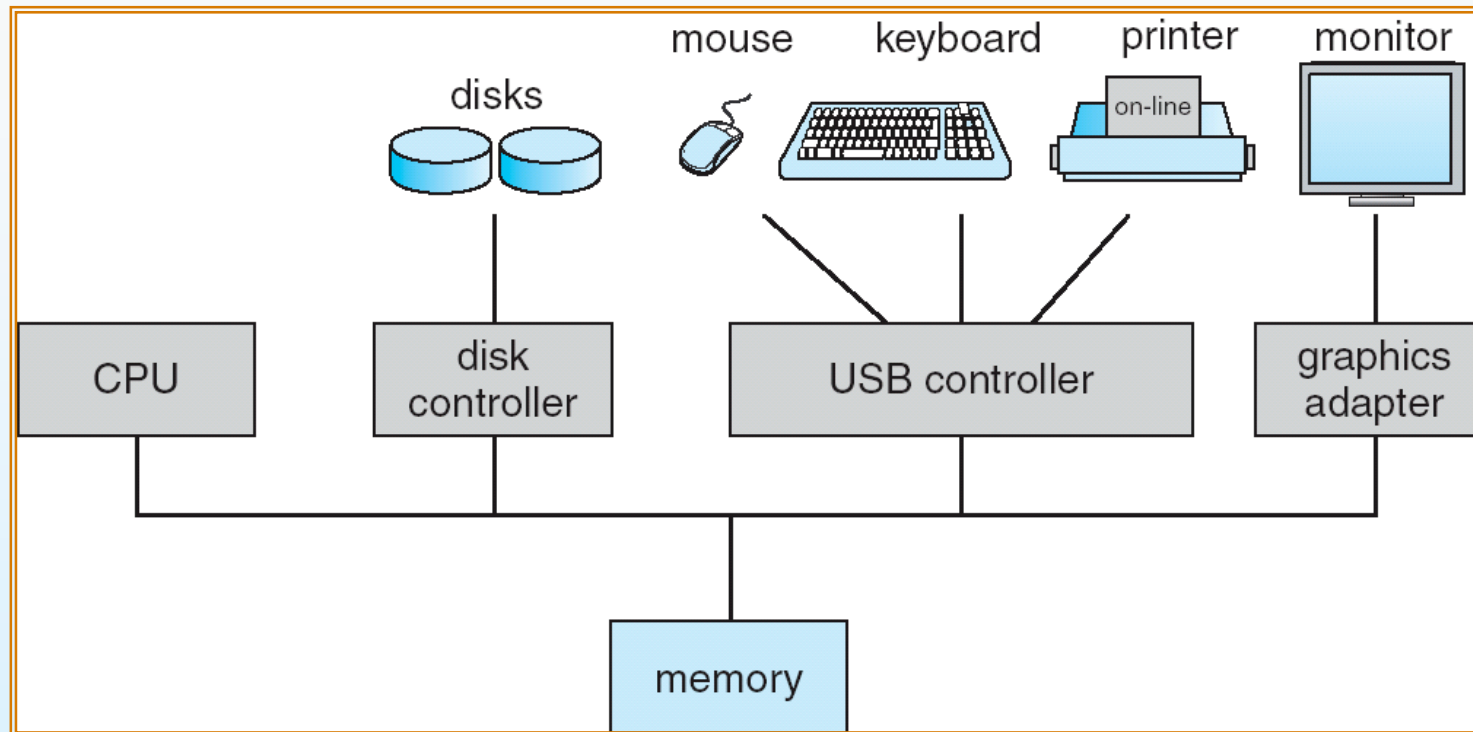 mouse
keyboard
printer
monitor
disks
on-line
CPU
disk
controller
USB controller
graphics
adapter
memory